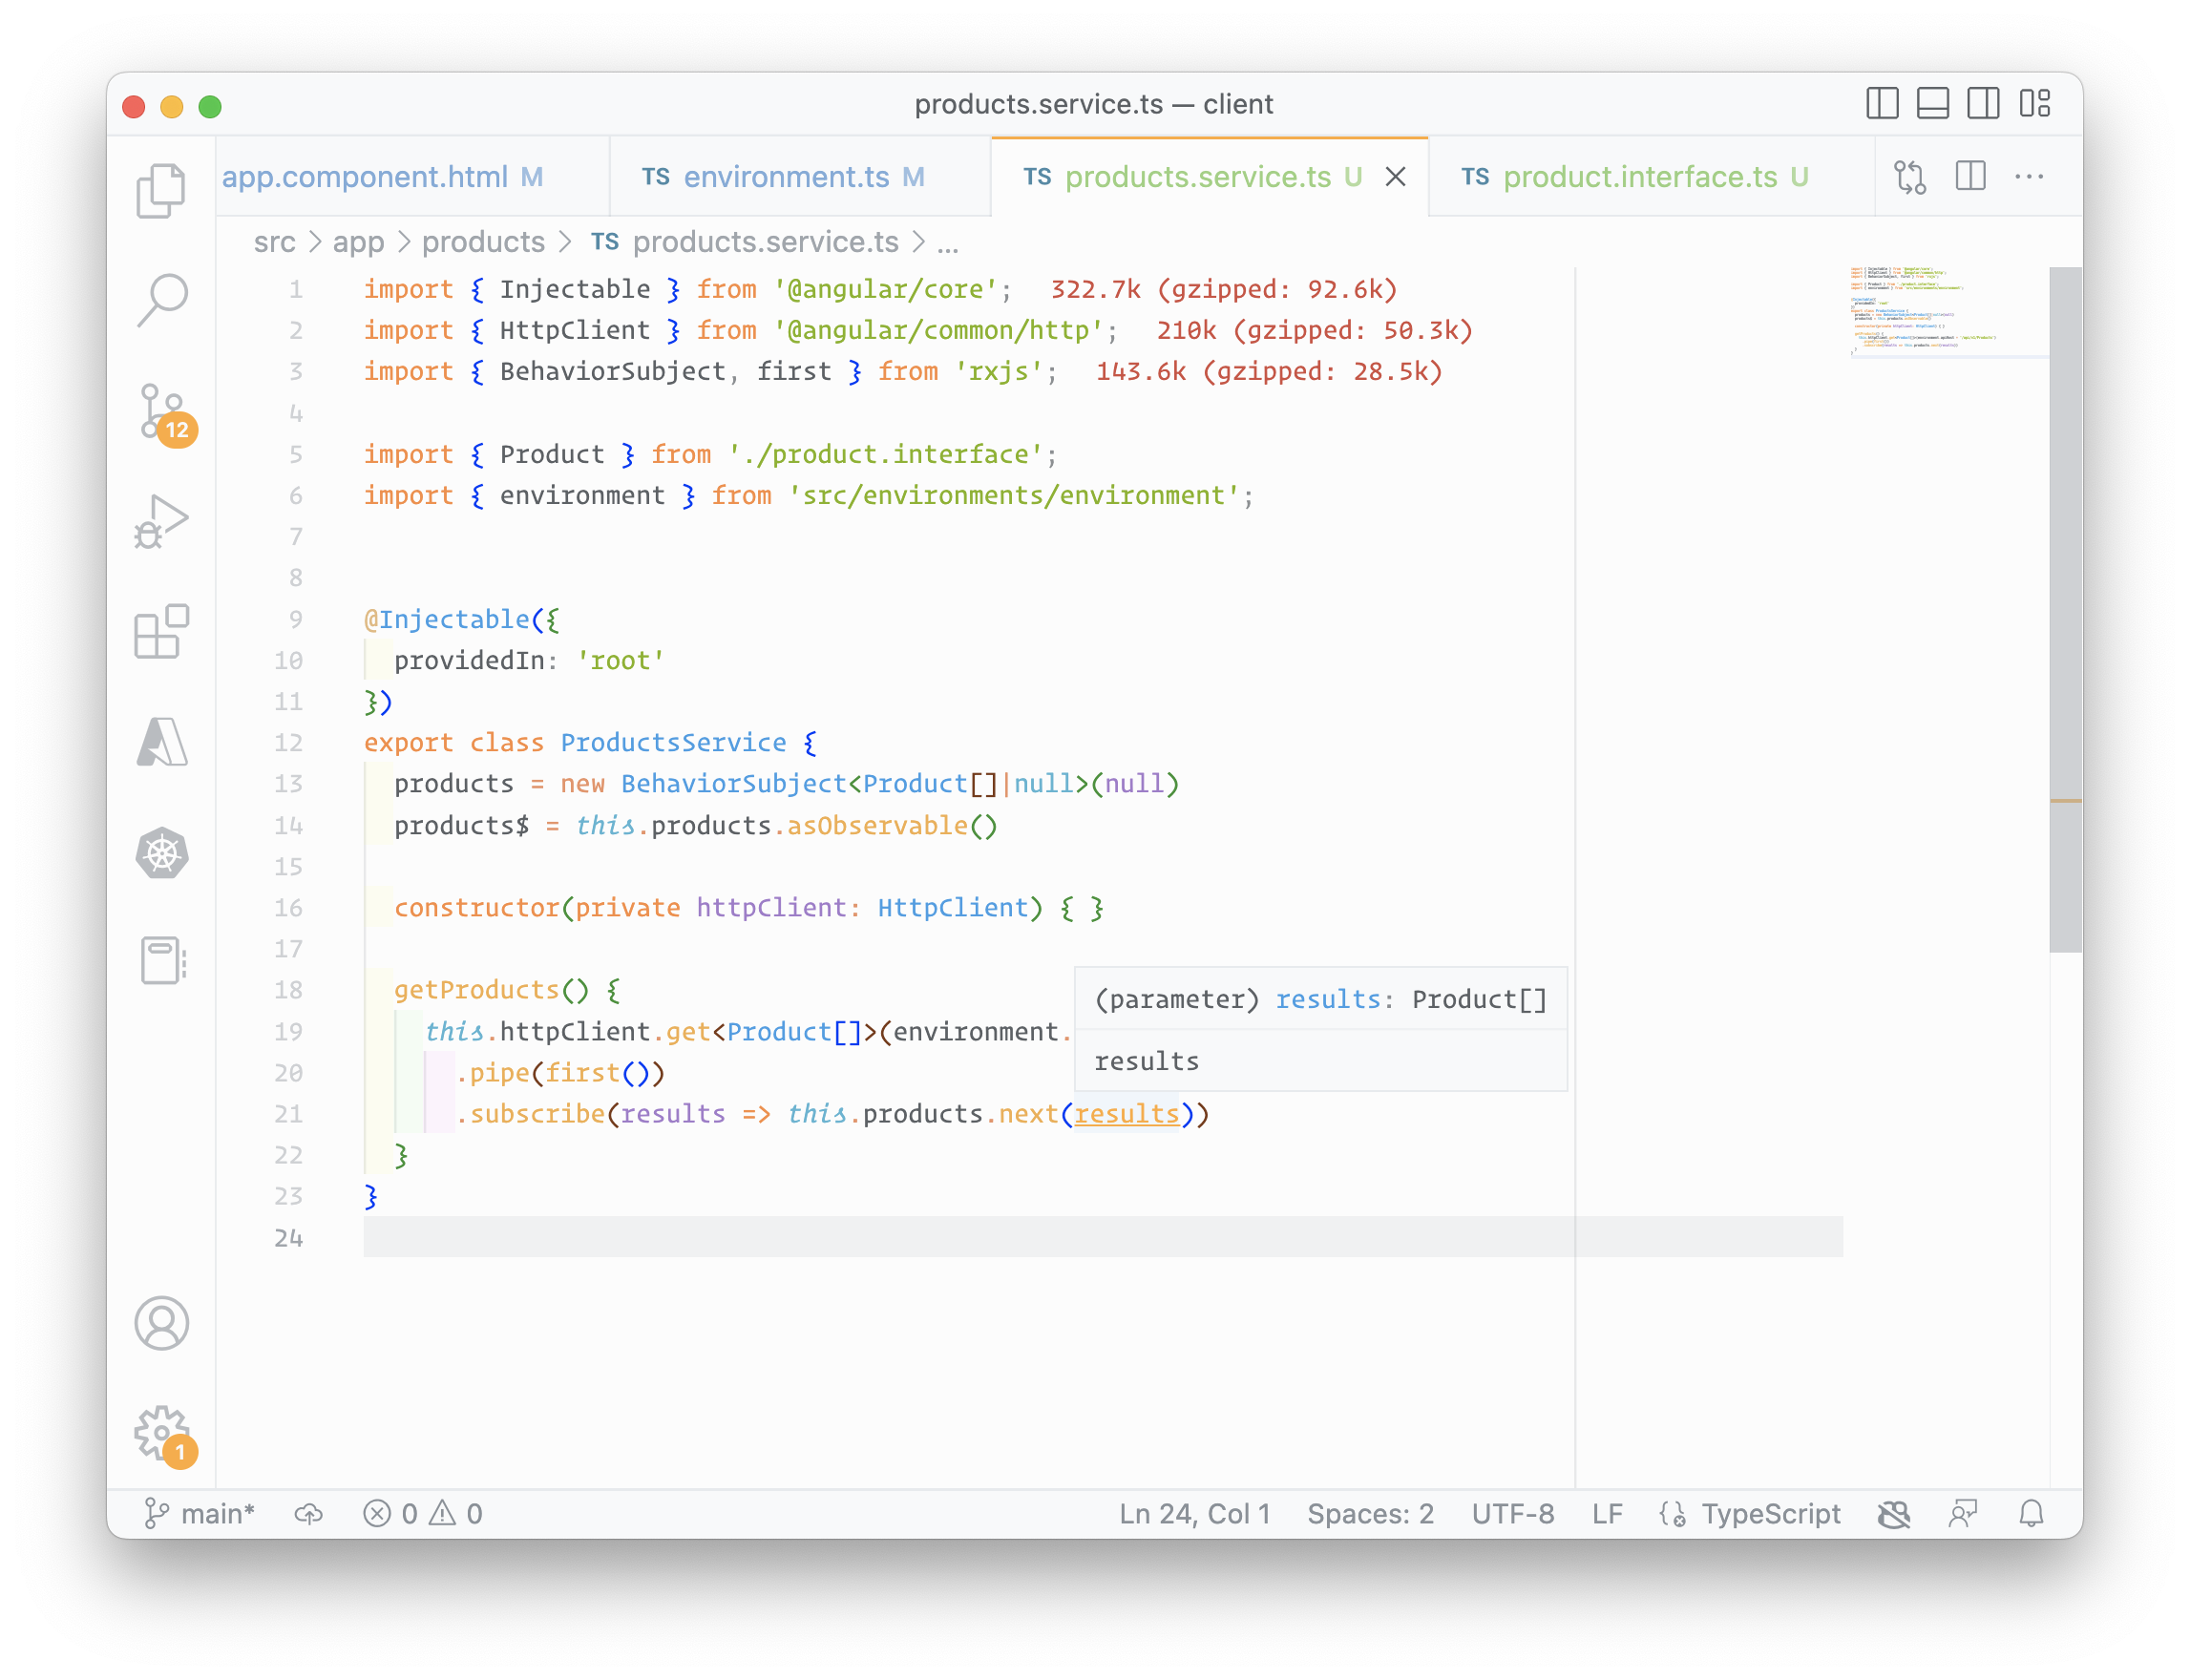 products.service.ts — client
app.component.html M
TS environment.ts M
TS products.service.ts U
TS product.interface.ts U
src > app > products > TS products.service.ts > ...
1 import { Injectable } from '@angular/core'; 322.7k (gzipped: 92.6k)
2 import { HttpClient } from '@angular/common/http'; 210k (gzipped: 50.3k)
3 import { BehaviorSubject, first } from 'rxjs'; 143.6k (gzipped: 28.5k)
4
5 import { Product } from './product.interface';
6 import { environment } from 'src/environments/environment';
7
8
9 @Injectable({
10 providedIn: 'root'
11 })
12 export class ProductsService {
13 products = new BehaviorSubject<Product[]|null>(null)
14 products$ = this.products.asObservable()
15
16 constructor(private httpClient: HttpClient) { }
17
18 getProducts() {
(parameter) results: Product[]
19 this.httpClient.get<Product[]>(environment.
results
20 .pipe(first())
21 .subscribe(results => this.products.next(results))
22 }
23 }
24
12
1
main* 0 0 Ln 24, Col 1 Spaces: 2 UTF-8 LF TypeScript